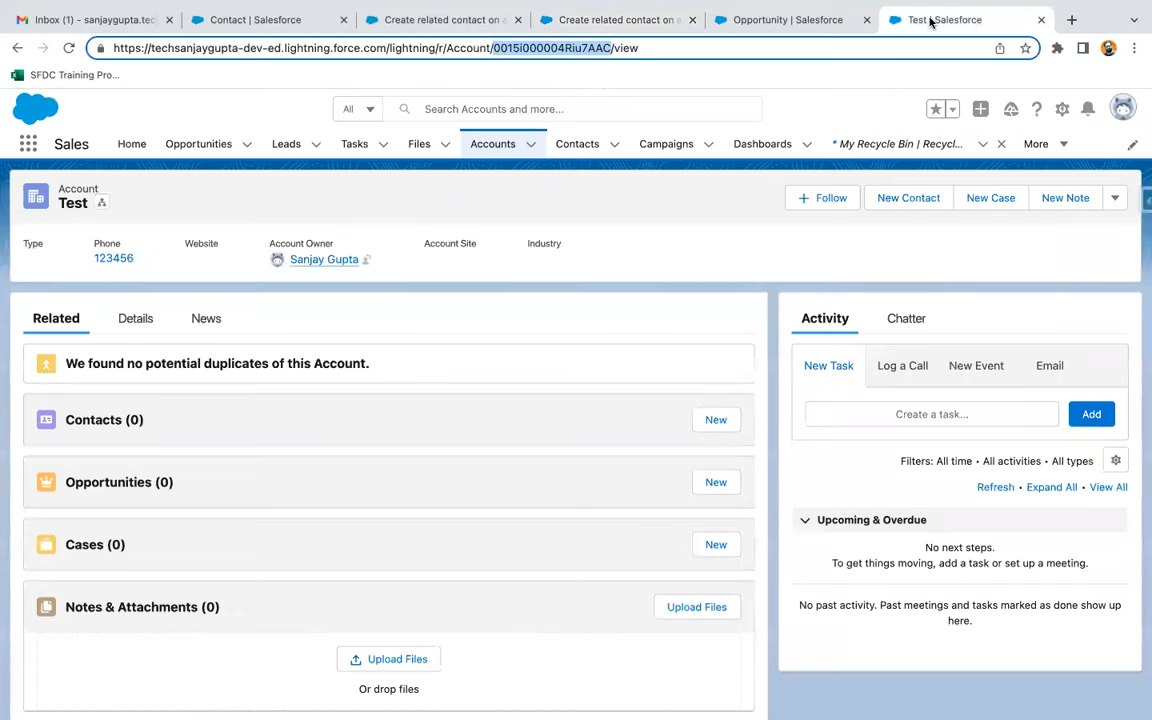 Inbox (1) - sanjaygupta.tec
Contact | Salesforce
Create related contact on a
Create related contact on e
Opportunity | Salesforce
Test | Salesforce
https://techsanjaygupta-dev-ed.lightning.force.com/lightning/r/Account/0015i000004Riu7AAC/view
SFDC Training Pro...
All
Search Accounts and more...
Sales
Home
Opportunities
Leads
Tasks
Files
Accounts
Contacts
Campaigns
Dashboards
* My Recycle Bin | Recycl...
More
Account
Test
Follow
New Contact
New Case
New Note
Type
Phone
Website
Account Owner
Account Site
Industry
123456
Sanjay Gupta
Related
Details
News
Activity
Chatter
We found no potential duplicates of this Account.
New Task
Log a Call
New Event
Email
Create a task...
Add
Contacts (0)
New
Filters: All time • All activities • All types
Opportunities (0)
New
Refresh • Expand All • View All
Upcoming & Overdue
Cases (0)
New
No next steps.
To get things moving, add a task or set up a meeting.
Notes & Attachments (0)
Upload Files
No past activity. Past meetings and tasks marked as done show up
here.
Upload Files
Or drop files